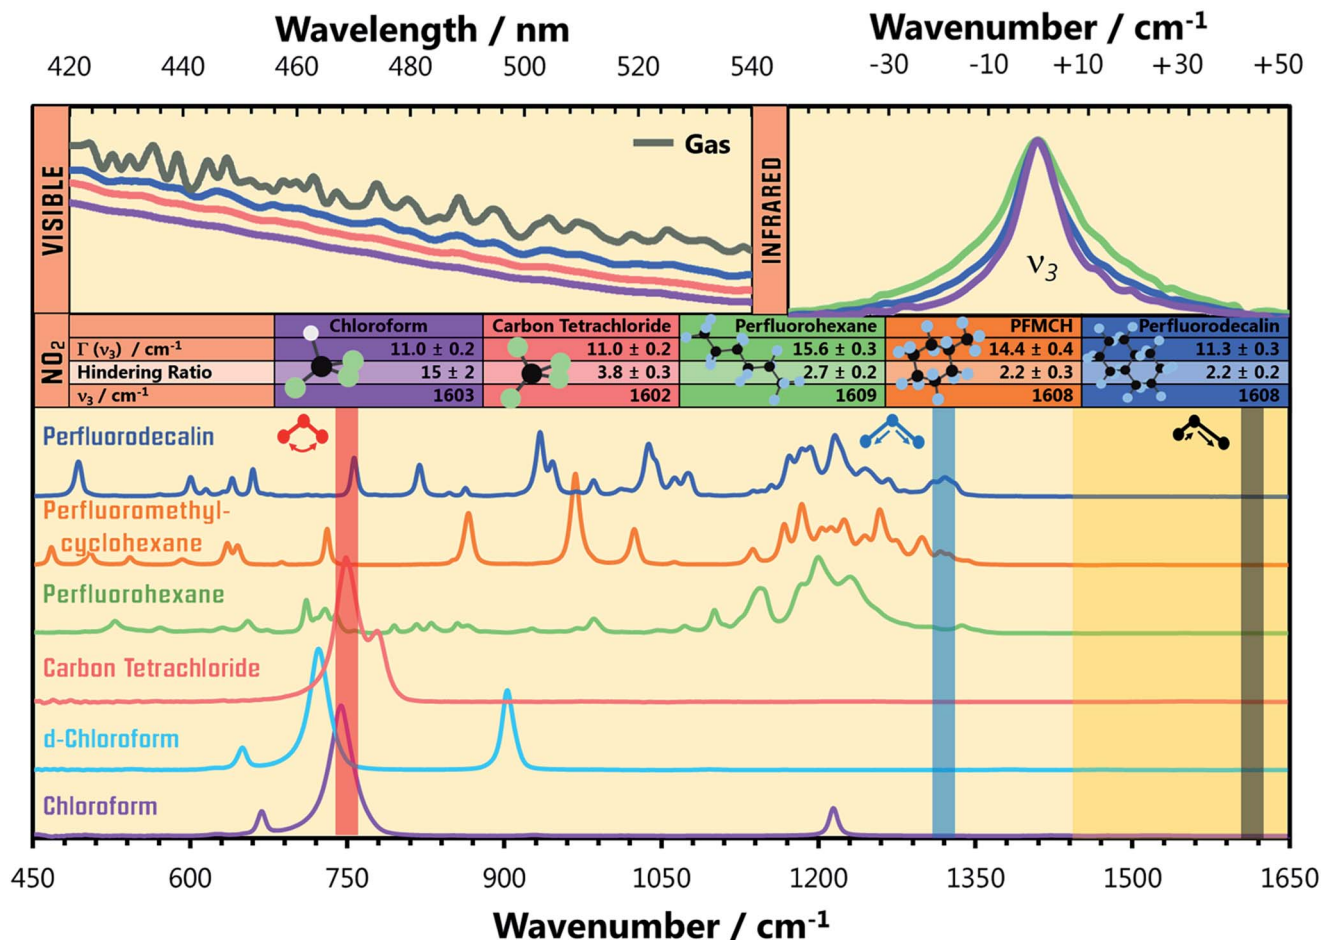 Wavelength / nm
Wavenumber / cm-1
420 440 460 480 500 520 540
-30 -10 +10 +30 +50
VISIBLE
Gas
INFRARED
ν3
NO2
Chloroform Carbon Tetrachloride Perfluorohexane PFMCH Perfluorodecalin
Γ (ν3) / cm-1 11.0 ± 0.2 11.0 ± 0.2 15.6 ± 0.3 14.4 ± 0.4 11.3 ± 0.3
Hindering Ratio 15 ± 2 3.8 ± 0.3 2.7 ± 0.2 2.2 ± 0.3 2.2 ± 0.2
ν3 / cm-1 1603 1602 1609 1608 1608
Perfluorodecalin
Perfluoromethyl-
cyclohexane
Perfluorohexane
Carbon Tetrachloride
d-Chloroform
Chloroform
450 600 750 900 1050 1200 1350 1500 1650
Wavenumber / cm-1